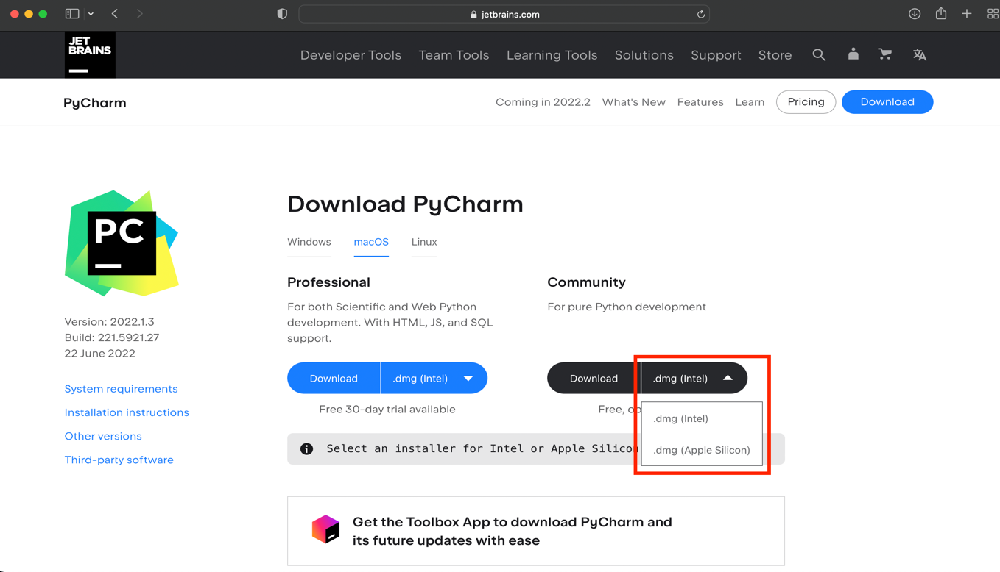 jetbrains.com
JET
BRAINS
Developer Tools Team Tools Learning Tools Solutions Support Store
PyCharm
Coming in 2022.2 What's New Features Learn Pricing Download
PC
Version: 2022.1.3
Build: 221.5921.27
22 June 2022
System requirements
Installation instructions
Other versions
Third-party software
Download PyCharm
Windows macOS Linux
Professional
For both Scientific and Web Python
development. With HTML, JS, and SQL
support.
Download .dmg (Intel)
Free 30-day trial available
Community
For pure Python development
Download .dmg (Intel)
Free,
.dmg (Intel)
.dmg (Apple Silicon)
Select an installer for Intel or Apple Silicon
Get the Toolbox App to download PyCharm and
its future updates with ease